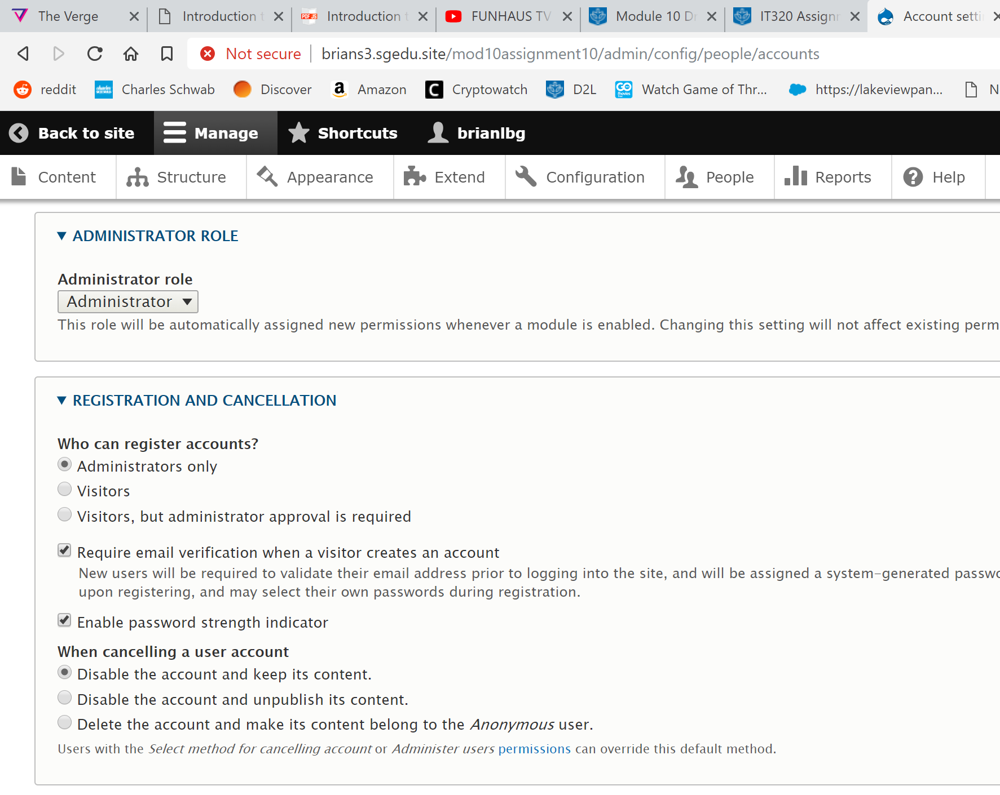 The Verge
Introduction t
Introduction t
FUNHAUS TV
Module 10 Dr
IT320 Assignm
Account setti
Not secure
brians3.sgedu.site/mod10assignment10/admin/config/people/accounts
reddit
Charles Schwab
Discover
Amazon
Cryptowatch
D2L
Watch Game of Thr...
https://lakeviewpan...
N
Back to site
Manage
Shortcuts
brianlbg
Content
Structure
Appearance
Extend
Configuration
People
Reports
Help
ADMINISTRATOR ROLE
Administrator role
Administrator
This role will be automatically assigned new permissions whenever a module is enabled. Changing this setting will not affect existing perm
REGISTRATION AND CANCELLATION
Who can register accounts?
Administrators only
Visitors
Visitors, but administrator approval is required
Require email verification when a visitor creates an account
New users will be required to validate their email address prior to logging into the site, and will be assigned a system-generated passwo
upon registering, and may select their own passwords during registration.
Enable password strength indicator
When cancelling a user account
Disable the account and keep its content.
Disable the account and unpublish its content.
Delete the account and make its content belong to the Anonymous user.
Users with the Select method for cancelling account or Administer users permissions can override this default method.